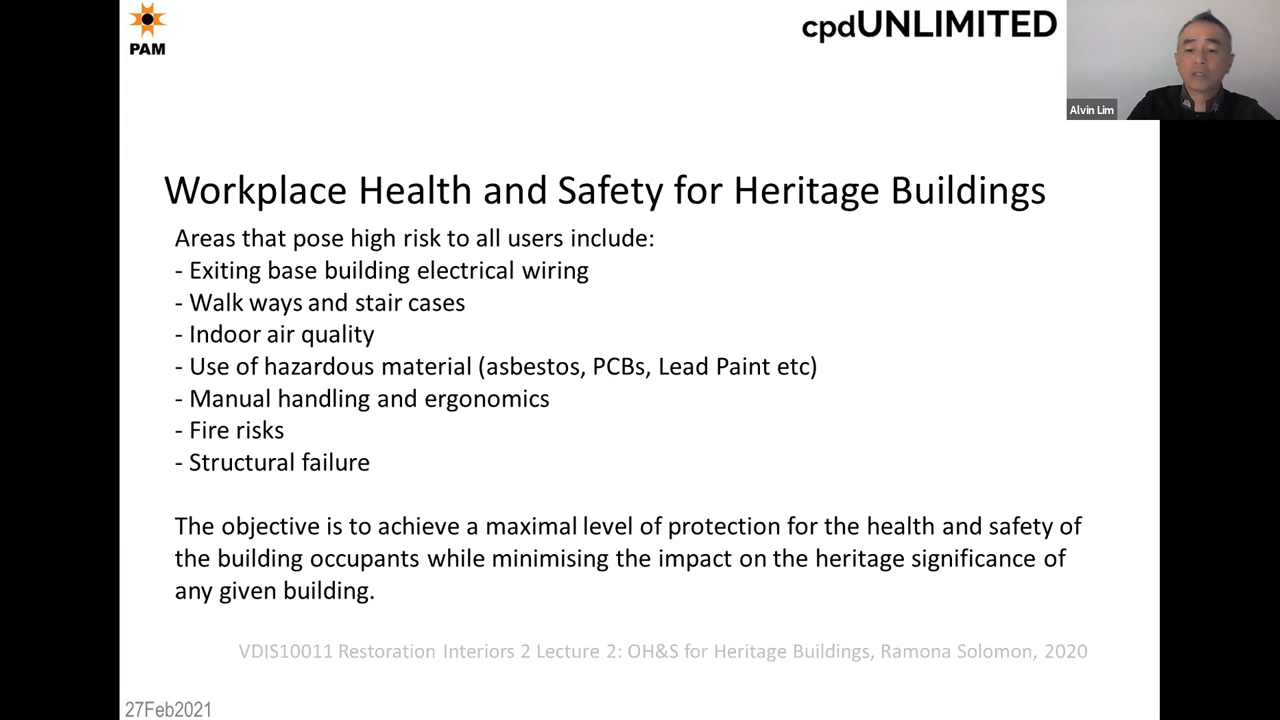 PAM
cpdUNLIMITED
Alvin Lim
Workplace Health and Safety for Heritage Buildings
Areas that pose high risk to all users include:
- Exiting base building electrical wiring
- Walk ways and stair cases
- Indoor air quality
- Use of hazardous material (asbestos, PCBs, Lead Paint etc)
- Manual handling and ergonomics
- Fire risks
- Structural failure
The objective is to achieve a maximal level of protection for the health and safety of
the building occupants while minimising the impact on the heritage significance of
any given building.
VDIS10011 Restoration Interiors 2 Lecture 2: OH&S for Heritage Buildings, Ramona Solomon, 2020
27Feb2021